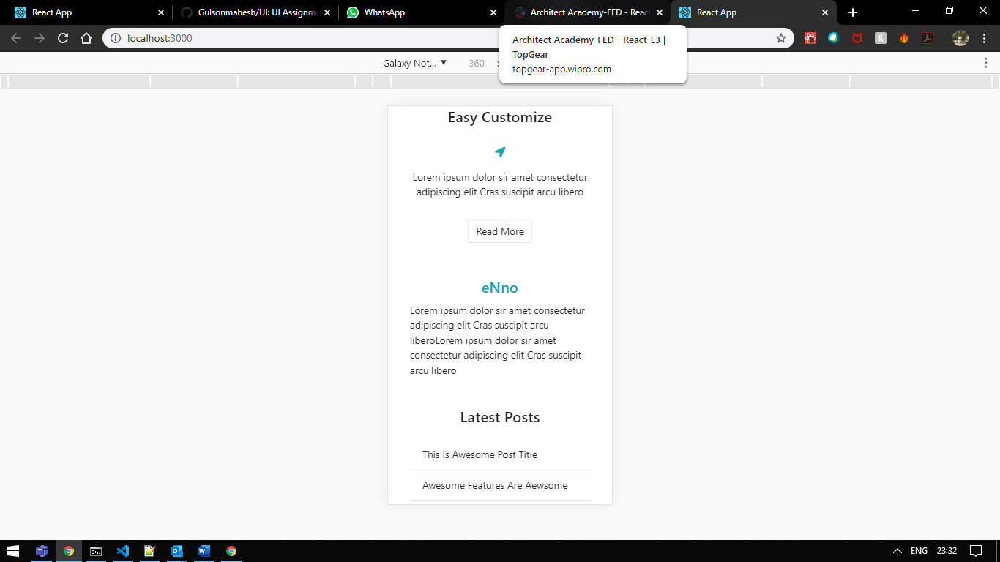 React App
Gulsonmahesh/UI: UI Assignme
WhatsApp
Architect Academy-FED - Reac
React App
localhost:3000
Architect Academy-FED - React-L3 |
TopGear
topgear-app.wipro.com
Galaxy Not... ▼ 360
Easy Customize
Lorem ipsum dolor sir amet consectetur
adipiscing elit Cras suscipit arcu libero
Read More
eNno
Lorem ipsum dolor sir amet consectetur
adipiscing elit Cras suscipit arcu
liberoLorem ipsum dolor sir amet
consectetur adipiscing elit Cras suscipit
arcu libero
Latest Posts
This Is Awesome Post Title
Awesome Features Are Aewsome
ENG 23:32